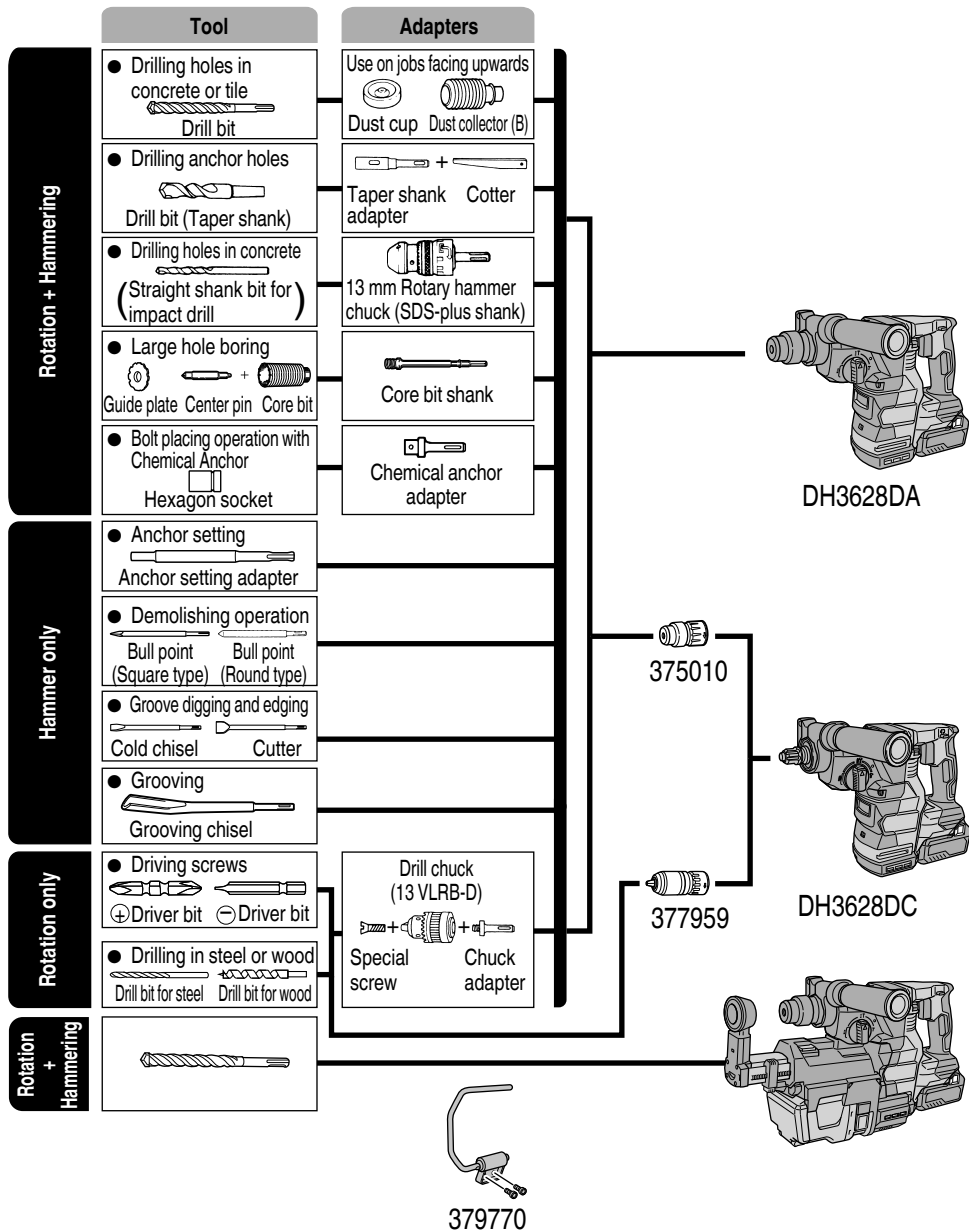 Tool
Adapters
Rotation + Hammering
● Drilling holes in
concrete or tile
Drill bit
Use on jobs facing upwards
Dust cup
Dust collector (B)
● Drilling anchor holes
Drill bit (Taper shank)
+
Taper shank
adapter
Cotter
● Drilling holes in concrete
(Straight shank bit for
impact drill)
13 mm Rotary hammer
chuck (SDS-plus shank)
● Large hole boring
+
Guide plate
Center pin
Core bit
Core bit shank
● Bolt placing operation with
Chemical Anchor
Hexagon socket
Chemical anchor
adapter
DH3628DA
Hammer only
● Anchor setting
Anchor setting adapter
● Demolishing operation
Bull point
(Square type)
Bull point
(Round type)
● Groove digging and edging
Cold chisel
Cutter
● Grooving
Grooving chisel
375010
Rotation only
● Driving screws
⊕Driver bit
⊖Driver bit
● Drilling in steel or wood
Drill bit for steel
Drill bit for wood
Drill chuck
(13 VLRB-D)
+ +
Special
screw
Chuck
adapter
377959
DH3628DC
Rotation
+
Hammering
379770